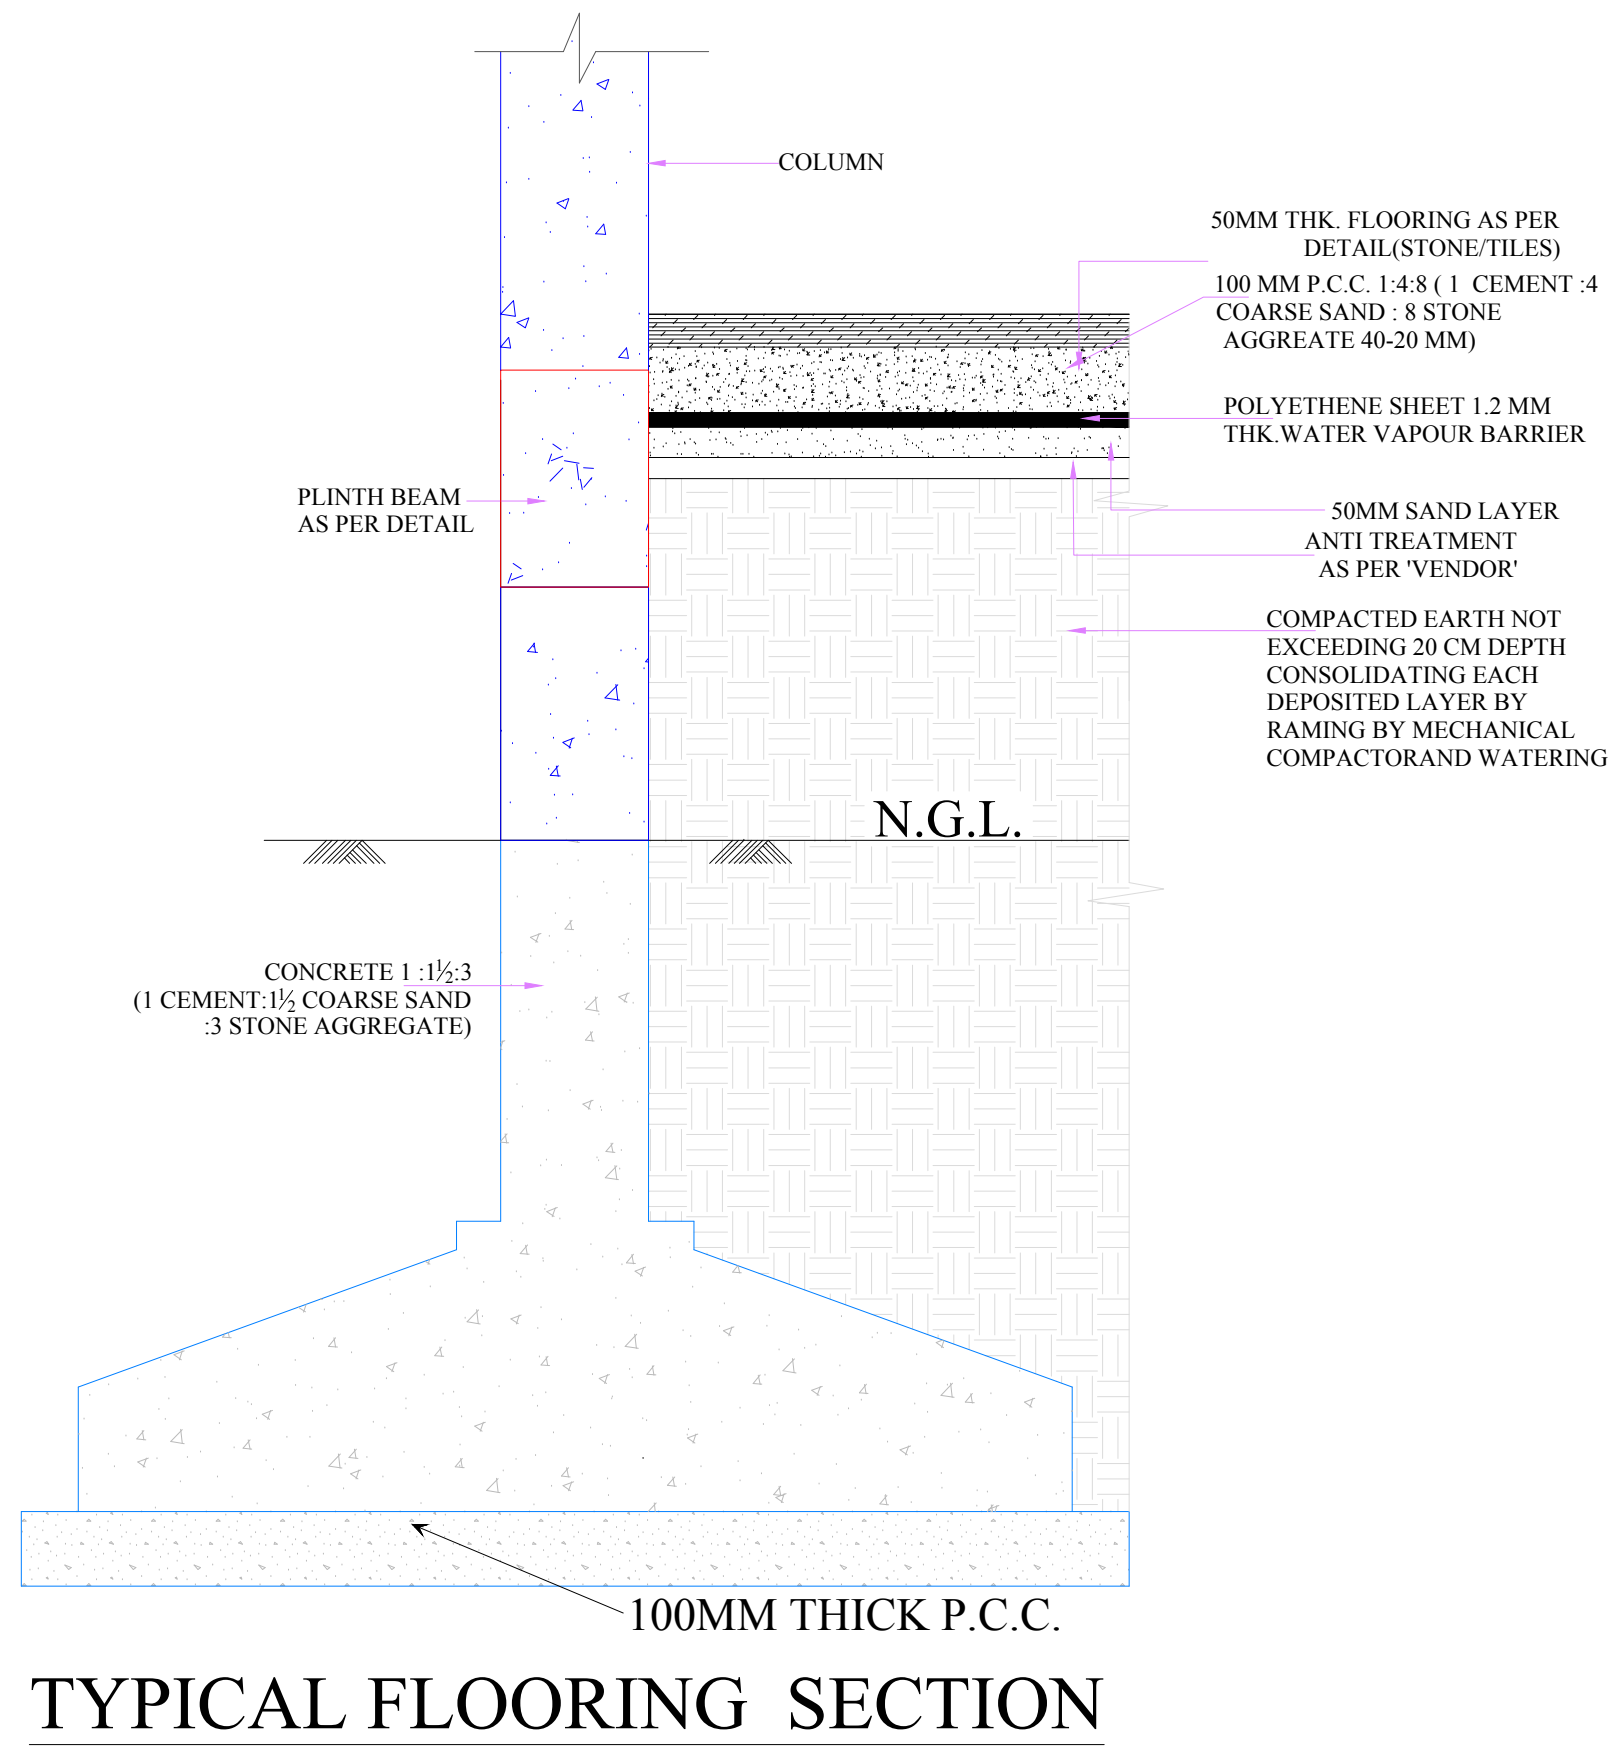 COLUMN
50MM THK. FLOORING AS PER
DETAIL(STONE/TILES)
100 MM P.C.C. 1:4:8 ( 1 CEMENT :4
COARSE SAND : 8 STONE
AGGREATE 40-20 MM)
POLYETHENE SHEET 1.2 MM
THK.WATER VAPOUR BARRIER
PLINTH BEAM
AS PER DETAIL
50MM SAND LAYER
ANTI TREATMENT
AS PER 'VENDOR'
COMPACTED EARTH NOT
EXCEEDING 20 CM DEPTH
CONSOLIDATING EACH
DEPOSITED LAYER BY
RAMING BY MECHANICAL
COMPACTORAND WATERING
N.G.L.
CONCRETE 1 :1½:3
(1 CEMENT:1½ COARSE SAND
:3 STONE AGGREGATE)
100MM THICK P.C.C.
TYPICAL FLOORING SECTION